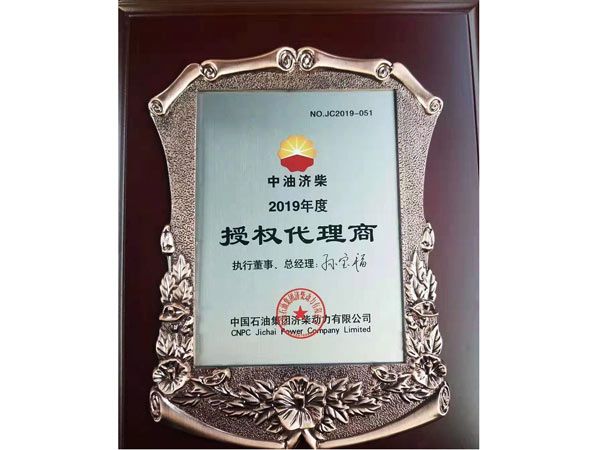 NO.JC2019-051
中油济柴
2019年度
授权代理商
执行董事、总经理:孙宝福
中国石油集团济柴动力有限公司
CNPC Jichai Power Company Limited